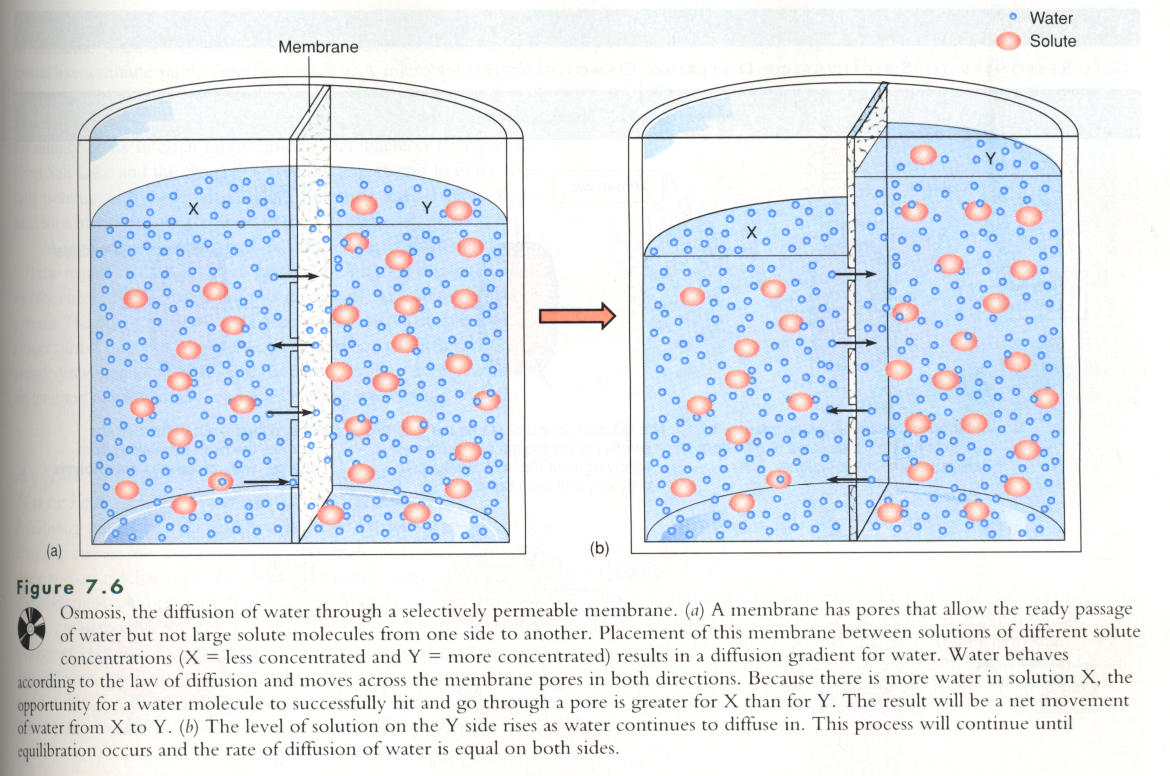 Water
Solute
Membrane
X
Y
X
Y
(a)
(b)
Figure 7.6
Osmosis, the diffusion of water through a selectively permeable membrane. (a) A membrane has pores that allow the ready passage
of water but not large solute molecules from one side to another. Placement of this membrane between solutions of different solute
concentrations (X = less concentrated and Y = more concentrated) results in a diffusion gradient for water. Water behaves
according to the law of diffusion and moves across the membrane pores in both directions. Because there is more water in solution X, the
opportunity for a water molecule to successfully hit and go through a pore is greater for X than for Y. The result will be a net movement
of water from X to Y. (b) The level of solution on the Y side rises as water continues to diffuse in. This process will continue until
equilibration occurs and the rate of diffusion of water is equal on both sides.